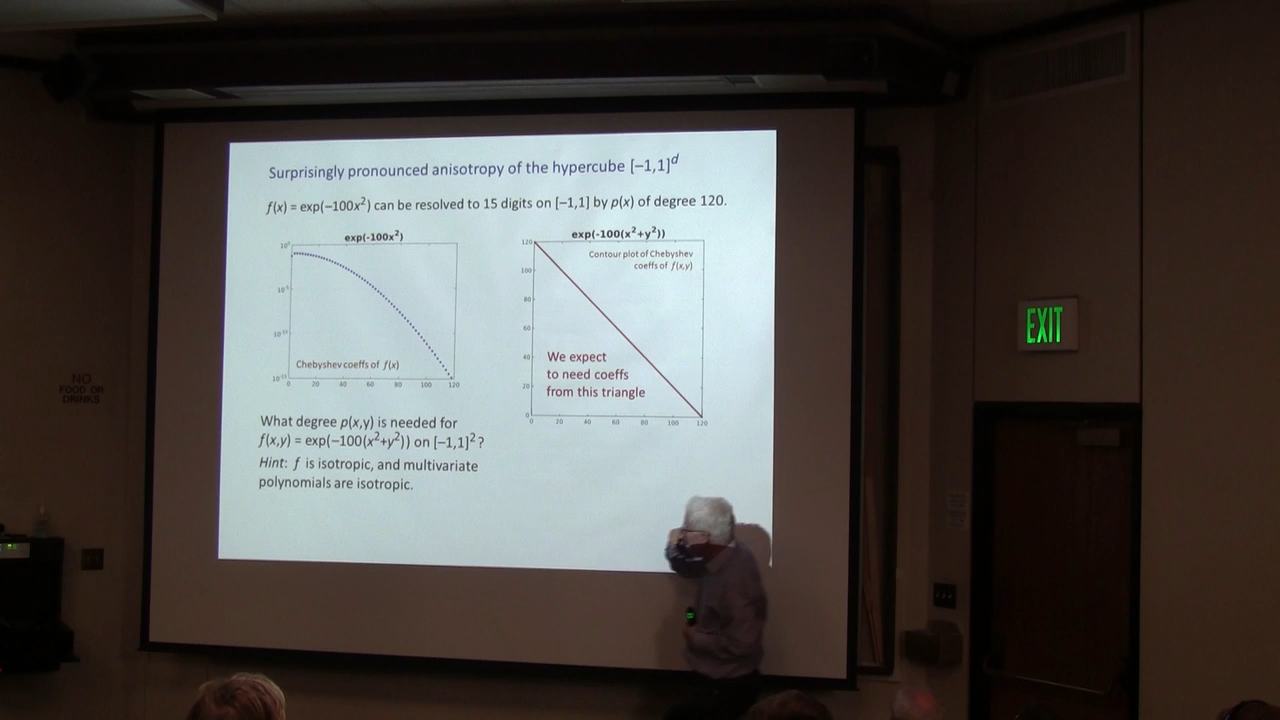 Surprisingly pronounced anisotropy of the hypercube [−1,1]ᵈ
f(x) = exp(−100x²) can be resolved to 15 digits on [−1,1] by p(x) of degree 120.
exp(-100x²)
10⁰
10⁻⁵
10⁻¹⁰
10⁻¹⁵
Chebyshev coeffs of f(x)
0 20 40 60 80 100 120
exp(-100(x²+y²))
120
100
80
60
40
20
0
Contour plot of Chebyshev
coeffs of f(x,y)
We expect
to need coeffs
from this triangle
0 20 40 60 80 100 120
What degree p(x,y) is needed for
f(x,y) = exp(−100(x²+y²)) on [−1,1]²?
Hint: f is isotropic, and multivariate
polynomials are isotropic.
EXIT
NO
FOOD OR
DRINKS